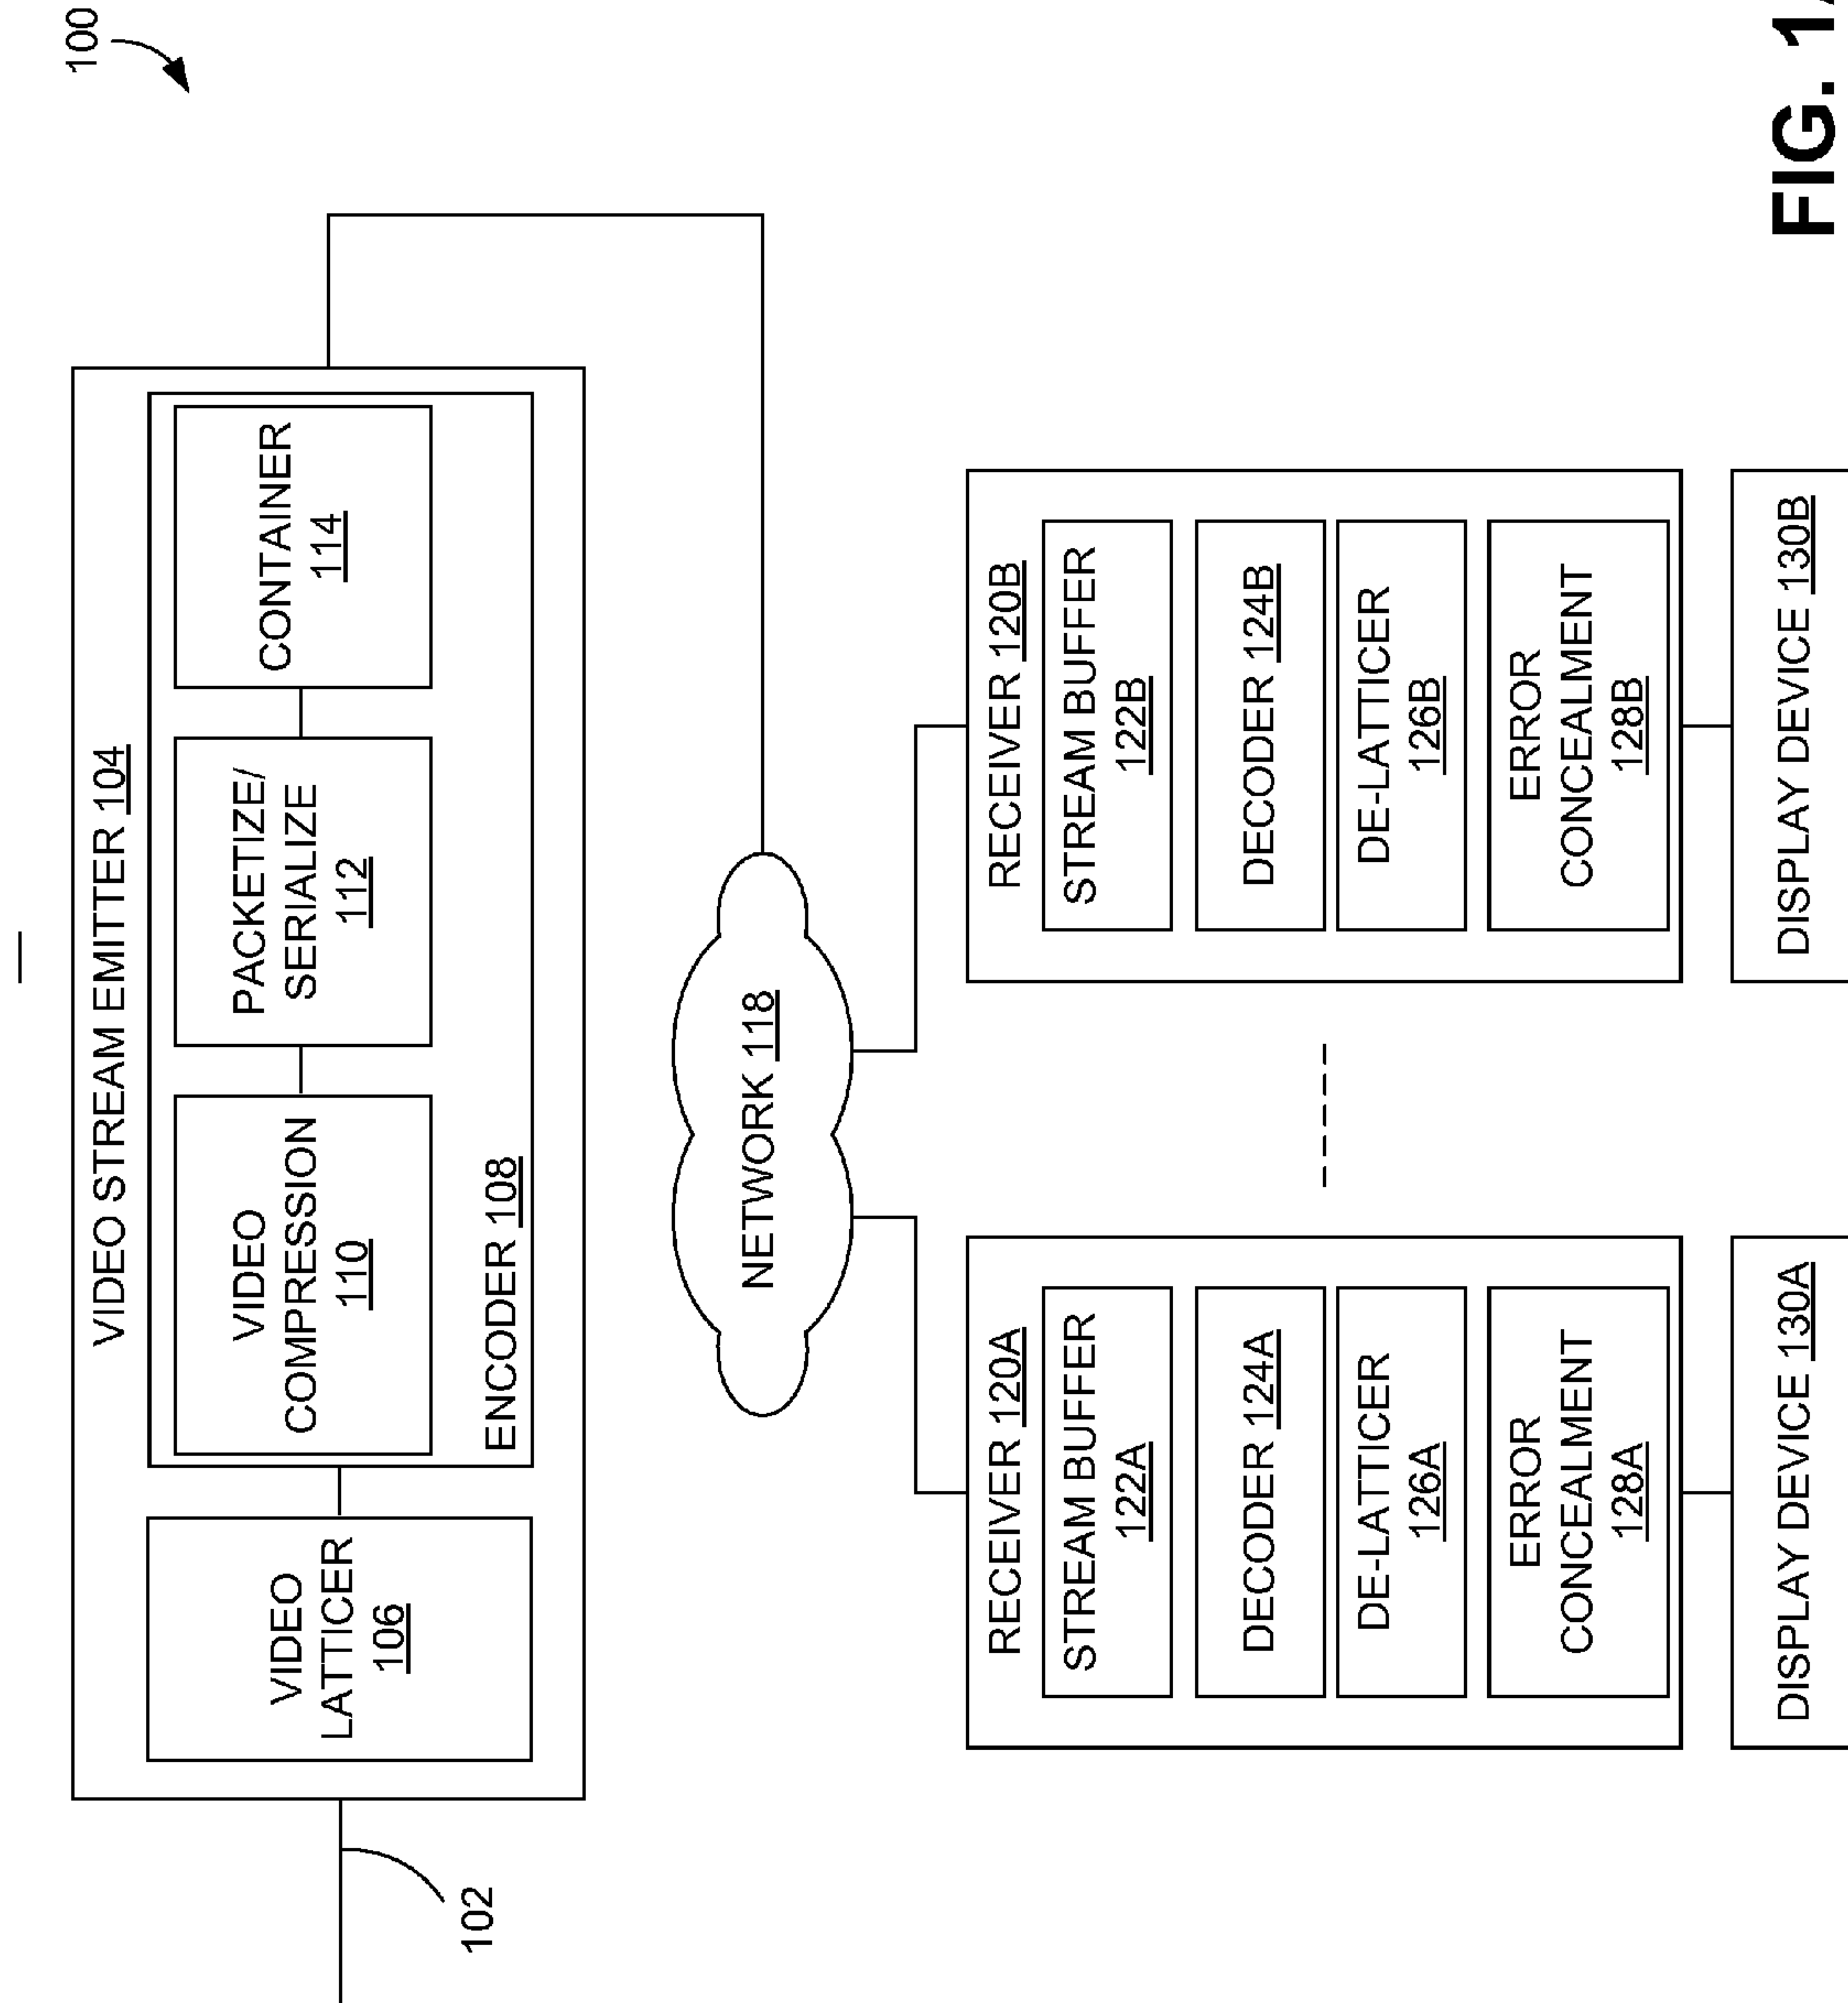 100
VIDEO STREAM EMITTER 104
VIDEO
LATTICER
106
VIDEO
COMPRESSION
110
PACKETIZE/
SERIALIZE
112
CONTAINER
114
ENCODER 108
102
NETWORK 118
RECEIVER 120A
STREAM BUFFER
122A
DECODER 124A
DE-LATTICER
126A
ERROR
CONCEALMENT
128A
DISPLAY DEVICE 130A
RECEIVER 120B
STREAM BUFFER
122B
DECODER 124B
DE-LATTICER
126B
ERROR
CONCEALMENT
128B
DISPLAY DEVICE 130B
FIG. 1A